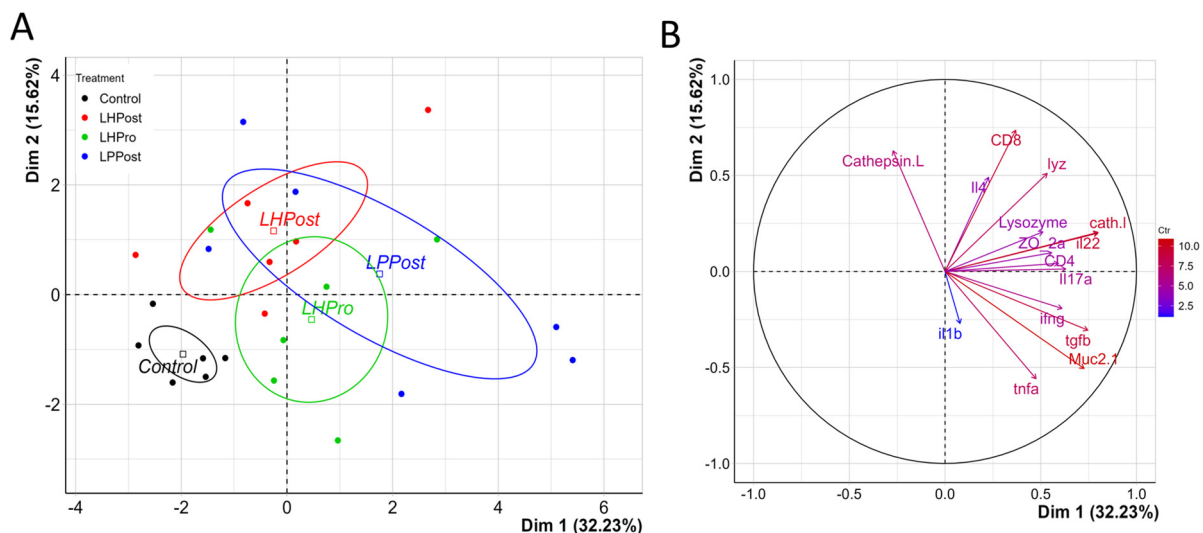 A
Dim 2 (15.62%)
4
2
0
-2
Treatment
Control
LHPost
LHPro
LPPost
LHPost
LPPost
LHPro
Control
-4
-2
0
2
4
6
Dim 1 (32.23%)
B
Dim 2 (15.62%)
1.0
0.5
0.0
-0.5
-1.0
CD8
Cathepsin.L
lyz
Il4
Lysozyme
cath.l
ZO_2a
il22
CD4
Il17a
ifng
il1b
tgfb
Muc2.1
tnfa
-1.0
-0.5
0.0
0.5
1.0
Dim 1 (32.23%)
Ctr
10.0
7.5
5.0
2.5